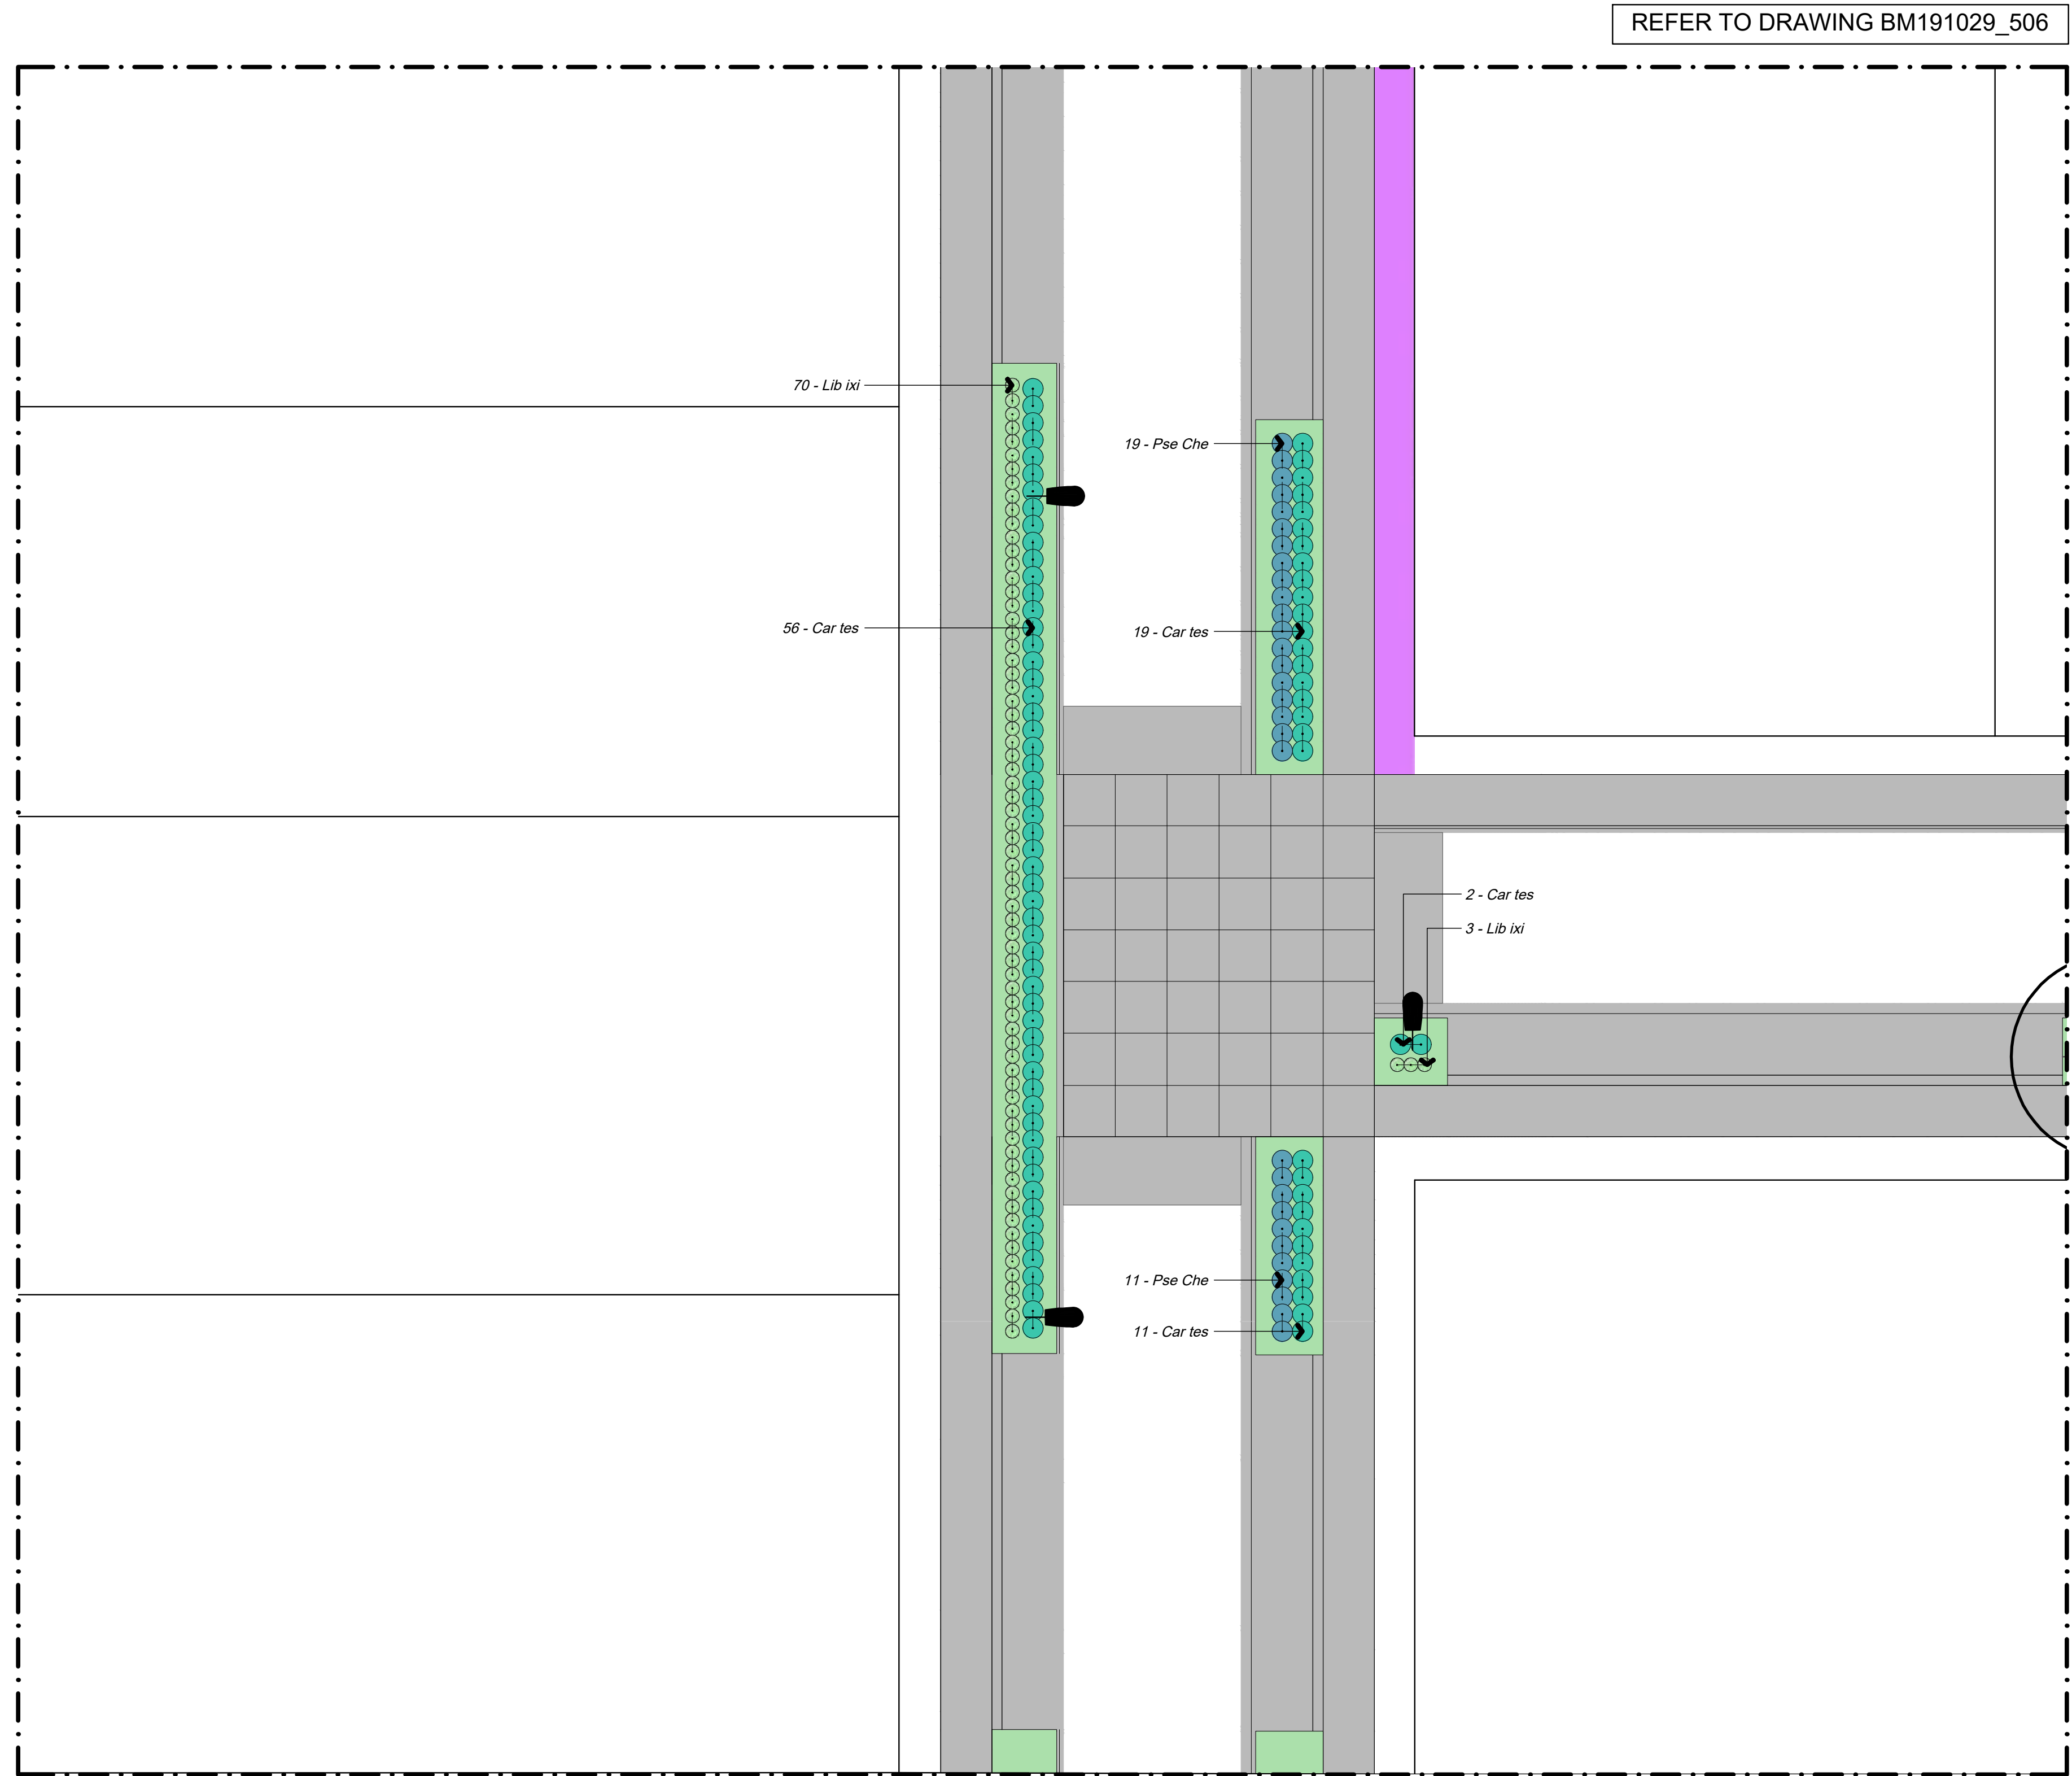 REFER TO DRAWING BM191029_506
70 - Lib ixi
19 - Pse Che
56 - Car tes
19 - Car tes
2 - Car tes
3 - Lib ixi
11 - Pse Che
11 - Car tes